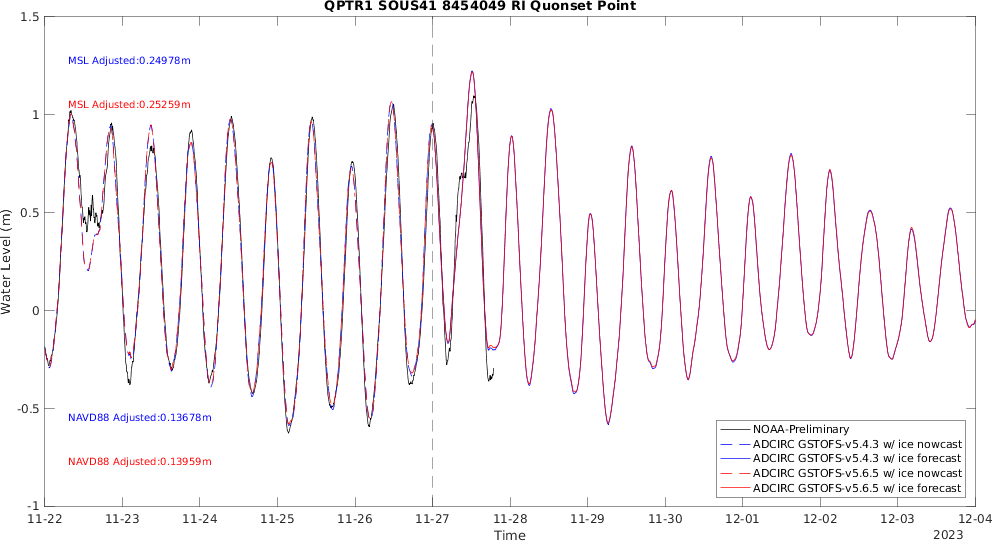 QPTR1 SOUS41 8454049 RI Quonset Point
1.5
1
0.5
0
-0.5
-1
Water Level (m)
MSL Adjusted:0.24978m
MSL Adjusted:0.25259m
NAVD88 Adjusted:0.13678m
NAVD88 Adjusted:0.13959m
NOAA-Preliminary
ADCIRC GSTOFS-v5.4.3 w/ ice nowcast
ADCIRC GSTOFS-v5.4.3 w/ ice forecast
ADCIRC GSTOFS-v5.6.5 w/ ice nowcast
ADCIRC GSTOFS-v5.6.5 w/ ice forecast
11-22 11-23 11-24 11-25 11-26 11-27 11-28 11-29 11-30 12-01 12-02 12-03 12-04
Time
2023